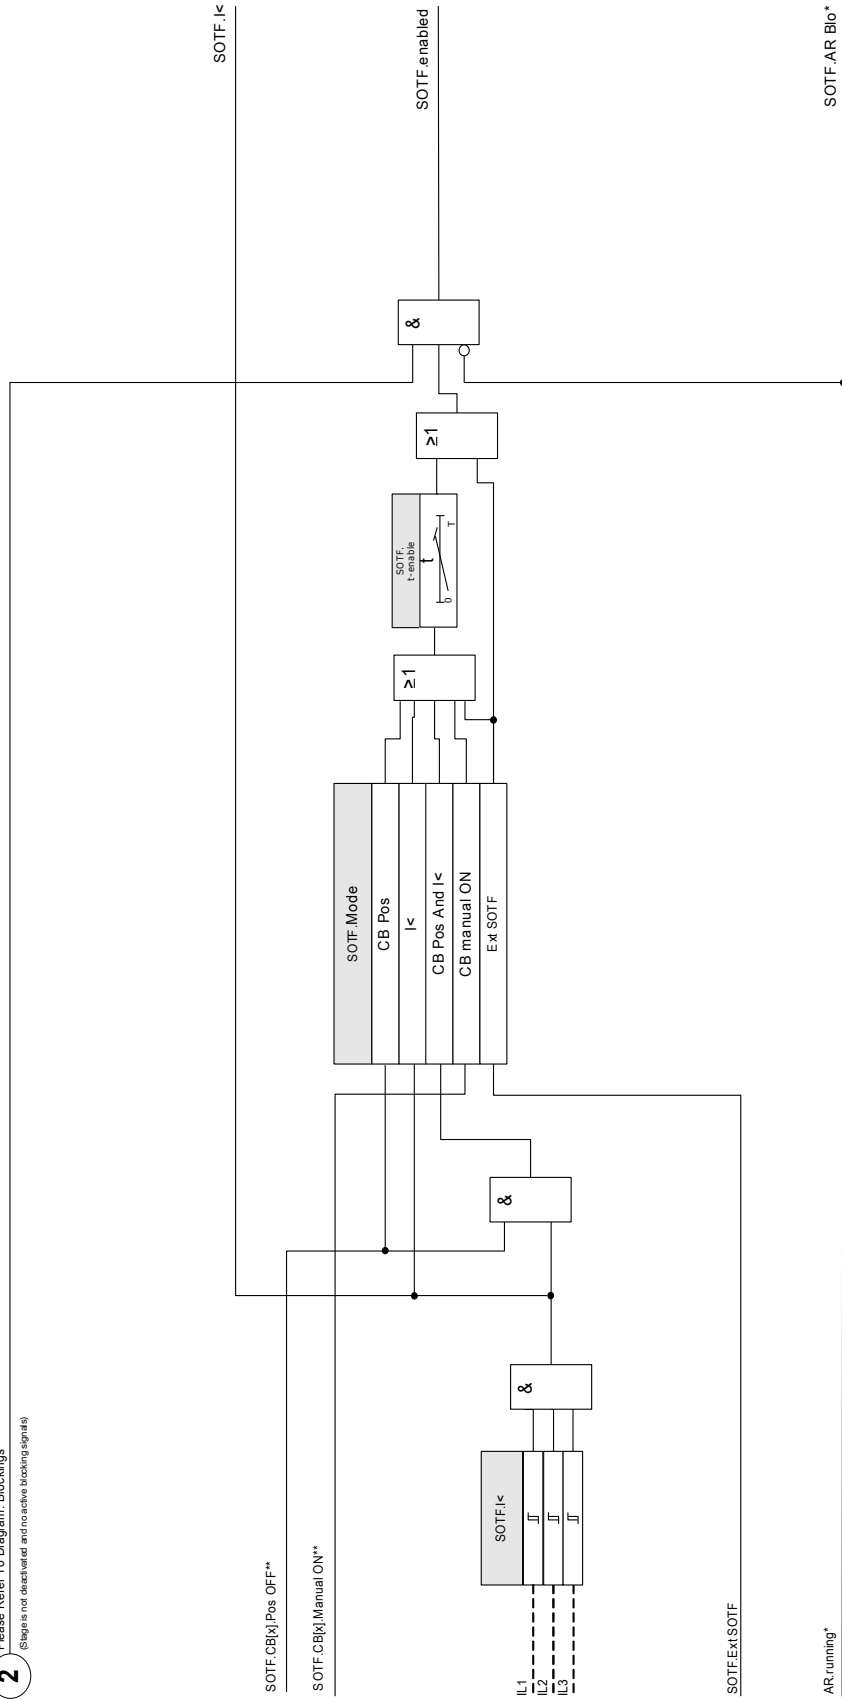 2
Please Refer To Diagram: Blockings
(Stage is not deactivated and no active blocking signals)
SOTF.I<
SOTF.CB[x].Pos OFF**
SOTF.CB[x].Manual ON**
SOTF.Mode
CB Pos
I<
CB Pos And I<
CB manual ON
Ext SOTF
≥1
SOTF.
t-enable
t
0
T
≥1
&
SOTF.enabled
&
SOTF.I<
&
IL1
IL2
IL3
SOTF.Ext SOTF
AR.running*
SOTF.AR Blo*